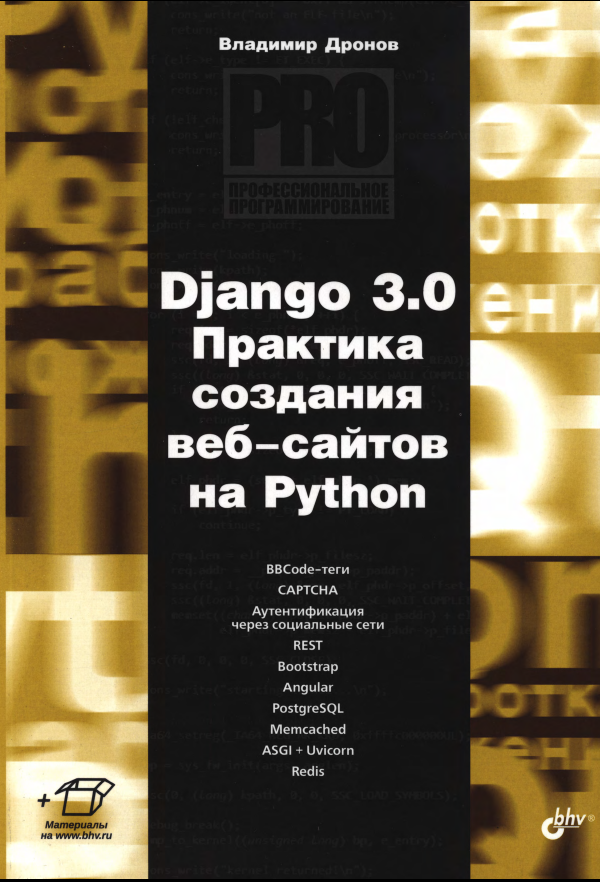 Владимир Дронов
PRO
ПРОФЕССИОНАЛЬНОЕ
ПРОГРАММИРОВАНИЕ
Django 3.0
Практика
создания
веб-сайтов
на Python
BBCode-теги
CAPTCHA
Аутентификация
через социальные сети
REST
Bootstrap
Angular
PostgreSQL
Memcached
ASGI + Uvicorn
Redis
+
Материалы
на www.bhv.ru
bhv®